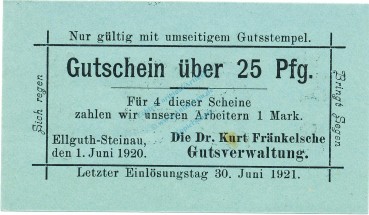 Nur gültig mit umseitigem Gutsstempel.
Gutschein über 25 Pfg.
Für 4 dieser Scheine
zahlen wir unseren Arbeitern 1 Mark.
Ellguth-Steinau,
den 1. Juni 1920.
Die Dr. Kurt Fränkelsche
Gutsverwaltung.
Letzter Einlösungstag 30. Juni 1921.
Sich regen
Bringt Segen